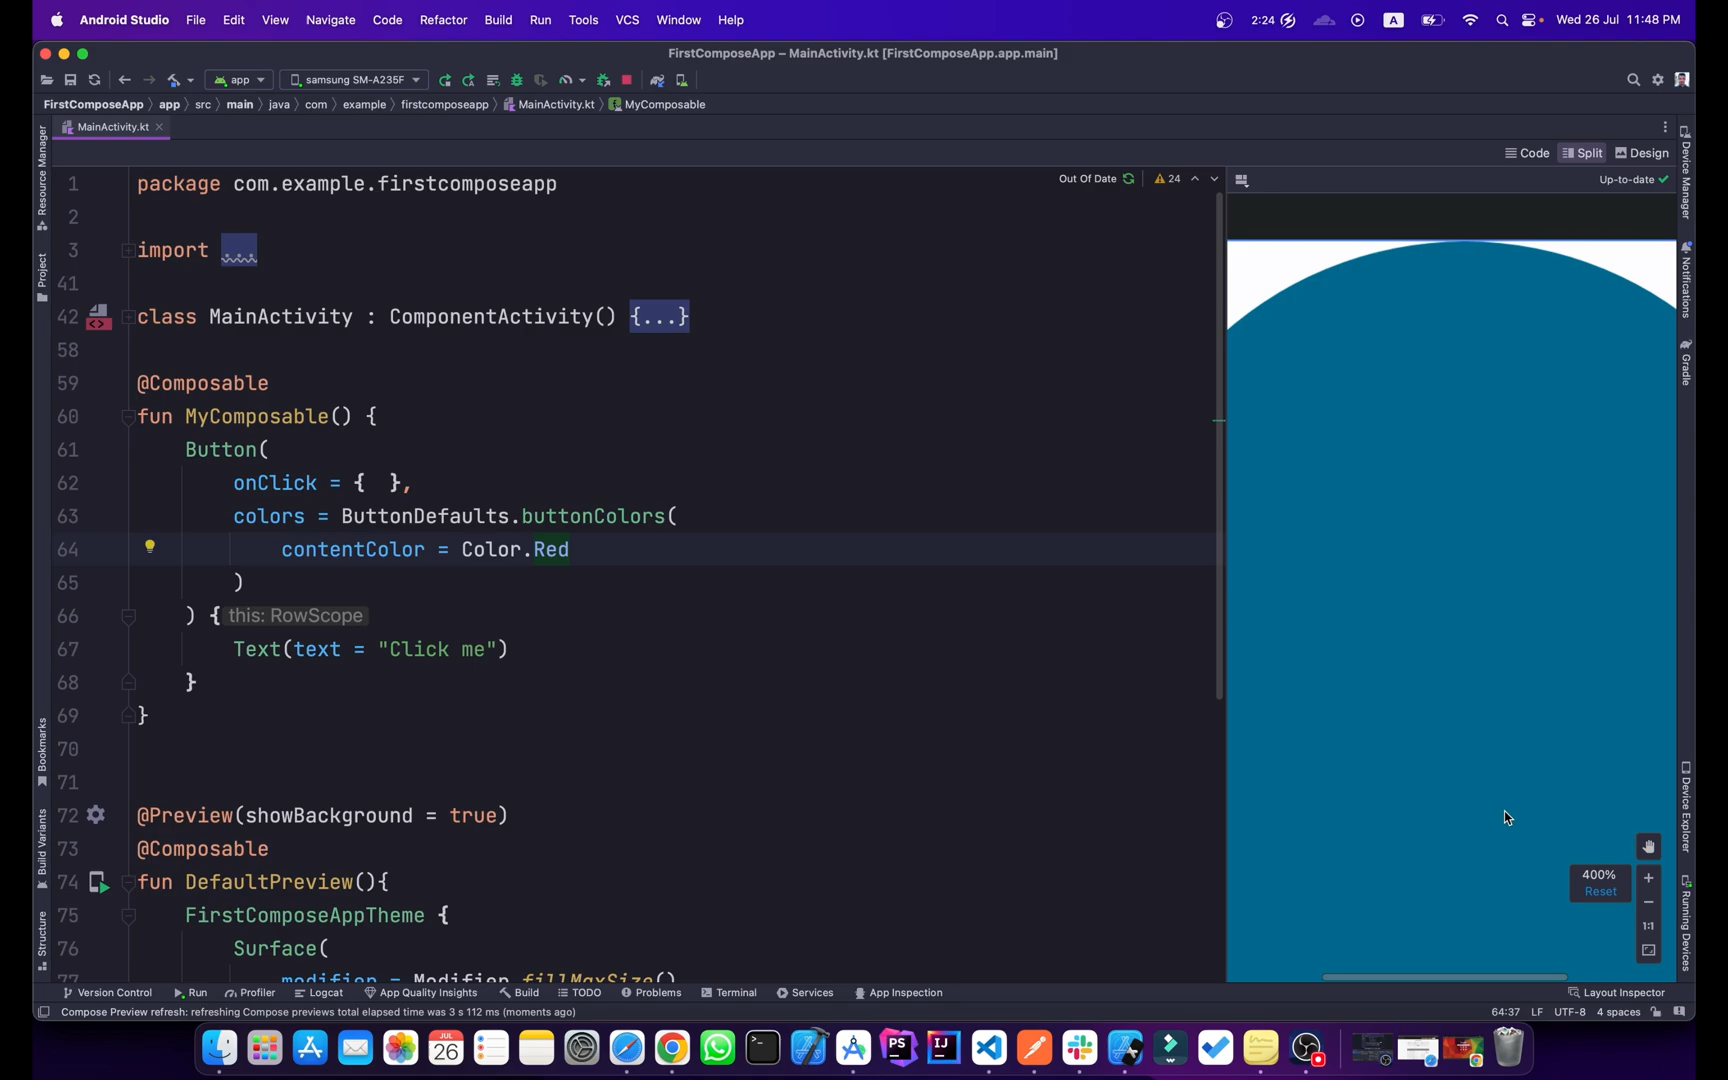 Android Studio File Edit View Navigate Code Refactor Build Run Tools VCS Window Help 2:24 A Wed 26 Jul 11:48 PM
FirstComposeApp – MainActivity.kt [FirstComposeApp.app.main]
app samsung SM-A235F
FirstComposeApp app src main java com example firstcomposeapp MainActivity.kt MyComposable
MainActivity.kt
Code Split Design
Out Of Date 24 Up-to-date
1 package com.example.firstcomposeapp
2
3 import ...
41
42 class MainActivity : ComponentActivity() {...}
58
59 @Composable
60 fun MyComposable() {
61 Button(
62 onClick = { },
63 colors = ButtonDefaults.buttonColors(
64 contentColor = Color.Red
65 )
66 ) { this: RowScope
67 Text(text = "Click me")
68 }
69 }
70
71
72 @Preview(showBackground = true)
73 @Composable
74 fun DefaultPreview(){
75 FirstComposeAppTheme {
76 Surface(
77 modifier = Modifier.fillMaxSize()
Resource Manager
Project
Bookmarks
Build Variants
Structure
Device Manager
Notifications
Gradle
Device Explorer
Running Devices
400%
Reset
1:1
Version Control Run Profiler Logcat App Quality Insights Build TODO Problems Terminal Services App Inspection Layout Inspector
Compose Preview refresh: refreshing Compose previews total elapsed time was 3 s 112 ms (moments ago) 64:37 LF UTF-8 4 spaces
JUL
26
PS
IJ